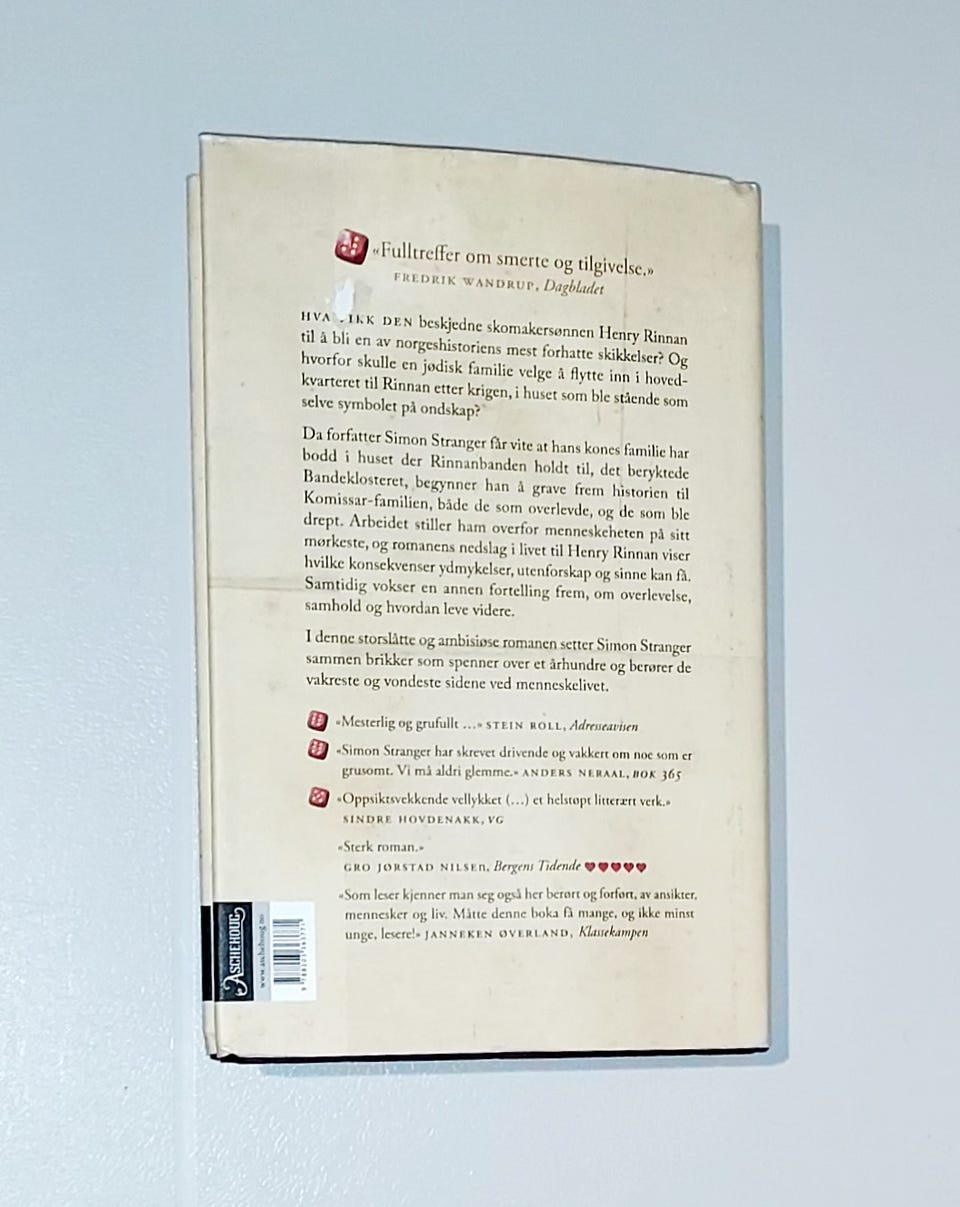 «Fulltreffer om smerte og tilgivelse.»
FREDRIK WANDRUP, Dagbladet
HVA IKK DEN beskjedne skomakersønnen Henry Rinnan
til å bli en av norgeshistoriens mest forhatte skikkelser? Og
hvorfor skulle en jødisk familie velge å flytte inn i hoved-
kvarteret til Rinnan etter krigen, i huset som ble stående som
selve symbolet på ondskap?
Da forfatter Simon Stranger får vite at hans kones familie har
bodd i huset der Rinnanbanden holdt til, det beryktede
Bandeklosteret, begynner han å grave frem historien til
Komissar-familien, både de som overlevde, og de som ble
drept. Arbeidet stiller ham overfor menneskeheten på sitt
mørkeste, og romanens nedslag i livet til Henry Rinnan viser
hvilke konsekvenser ydmykelser, utenforskap og sinne kan få.
Samtidig vokser en annen fortelling frem, om overlevelse,
samhold og hvordan leve videre.
I denne storslåtte og ambisiøse romanen setter Simon Stranger
sammen brikker som spenner over et århundre og berører de
vakreste og vondeste sidene ved menneskelivet.
«Mesterlig og grufullt ...» STEIN ROLL, Adresseavisen
«Simon Stranger har skrevet drivende og vakkert om noe som er
grusomt. Vi må aldri glemme.» ANDERS NERAAL, BOK 365
«Oppsiktsvekkende vellykket (...) et helstøpt litterært verk.»
SINDRE HOVDENAKK, VG
«Sterk roman.»
GRO JØRSTAD NILSEN, Bergens Tidende
«Som leser kjenner man seg også her berørt og forført, av ansikter,
mennesker og liv. Måtte denne boka få mange, og ikke minst
unge, lesere!» JANNEKEN ØVERLAND, Klassekampen
ASCHEHOUG
www.aschehoug.no